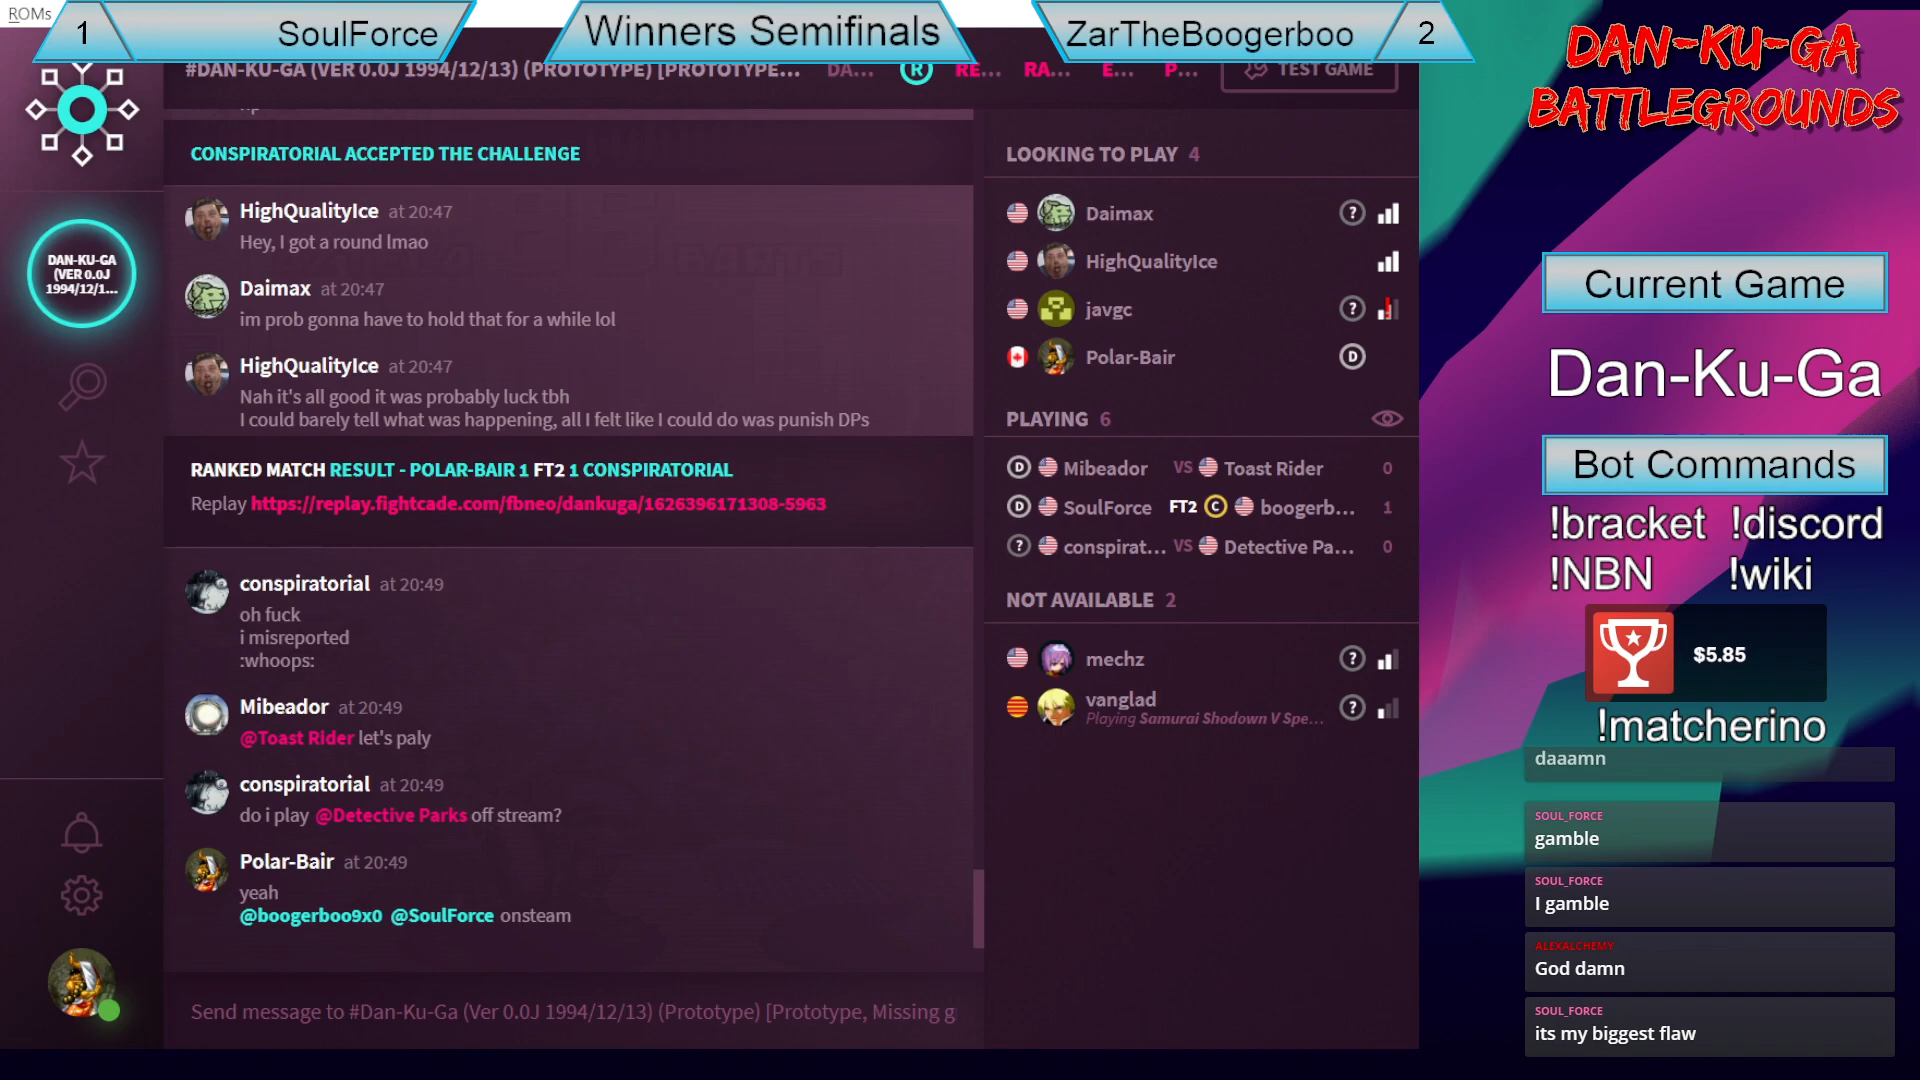 ROMs
1
SoulForce
Winners Semifinals
ZarTheBoogerboo
2
#DAN-KU-GA (VER 0.0J 1994/12/13) (PROTOTYPE) [PROTOTYPE...
DA...
R
RE...
RA...
E...
P...
TEST GAME
CONSPIRATORIAL ACCEPTED THE CHALLENGE
HighQualityIce at 20:47
Hey, I got a round lmao
Daimax at 20:47
im prob gonna have to hold that for a while lol
HighQualityIce at 20:47
Nah it's all good it was probably luck tbh
I could barely tell what was happening, all I felt like I could do was punish DPs
RANKED MATCH RESULT - POLAR-BAIR 1 FT2 1 CONSPIRATORIAL
Replay https://replay.fightcade.com/fbneo/dankuga/1626396171308-5963
conspiratorial at 20:49
oh fuck
i misreported
:whoops:
Mibeador at 20:49
@Toast Rider let's paly
conspiratorial at 20:49
do i play @Detective Parks off stream?
Polar-Bair at 20:49
yeah
@boogerboo9x0 @SoulForce onsteam
Send message to #Dan-Ku-Ga (Ver 0.0J 1994/12/13) (Prototype) [Prototype, Missing g
DAN-KU-GA
(VER 0.0J
1994/12/1...
LOOKING TO PLAY 4
Daimax ?
HighQualityIce
javgc ?
Polar-Bair D
PLAYING 6
D Mibeador VS Toast Rider 0
D SoulForce FT2 C boogerb... 1
? conspirat... VS Detective Pa... 0
NOT AVAILABLE 2
mechz ?
vanglad ?
Playing Samurai Shodown V Spe...
DAN-KU-GA
BATTLEGROUNDS
Current Game
Dan-Ku-Ga
Bot Commands
!bracket !discord
!NBN !wiki
$5.85
!matcherino
daaamn
SOUL_FORCE
gamble
SOUL_FORCE
I gamble
ALEXALCHEMY
God damn
SOUL_FORCE
its my biggest flaw